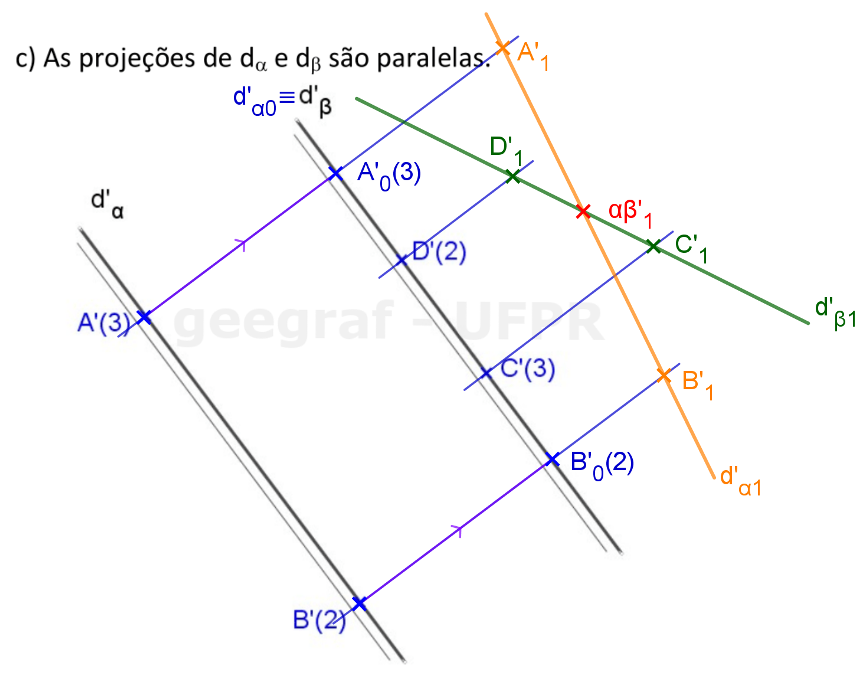 c) As projeções de dα e dβ são paralelas.
A'1
d'α0≡d'β
D'1
A'0(3)
d'α
αβ'1
C'1
D'(2)
d'β1
A'(3)
geegraf - UFPR
C'(3)
B'1
B'0(2)
d'α1
B'(2)